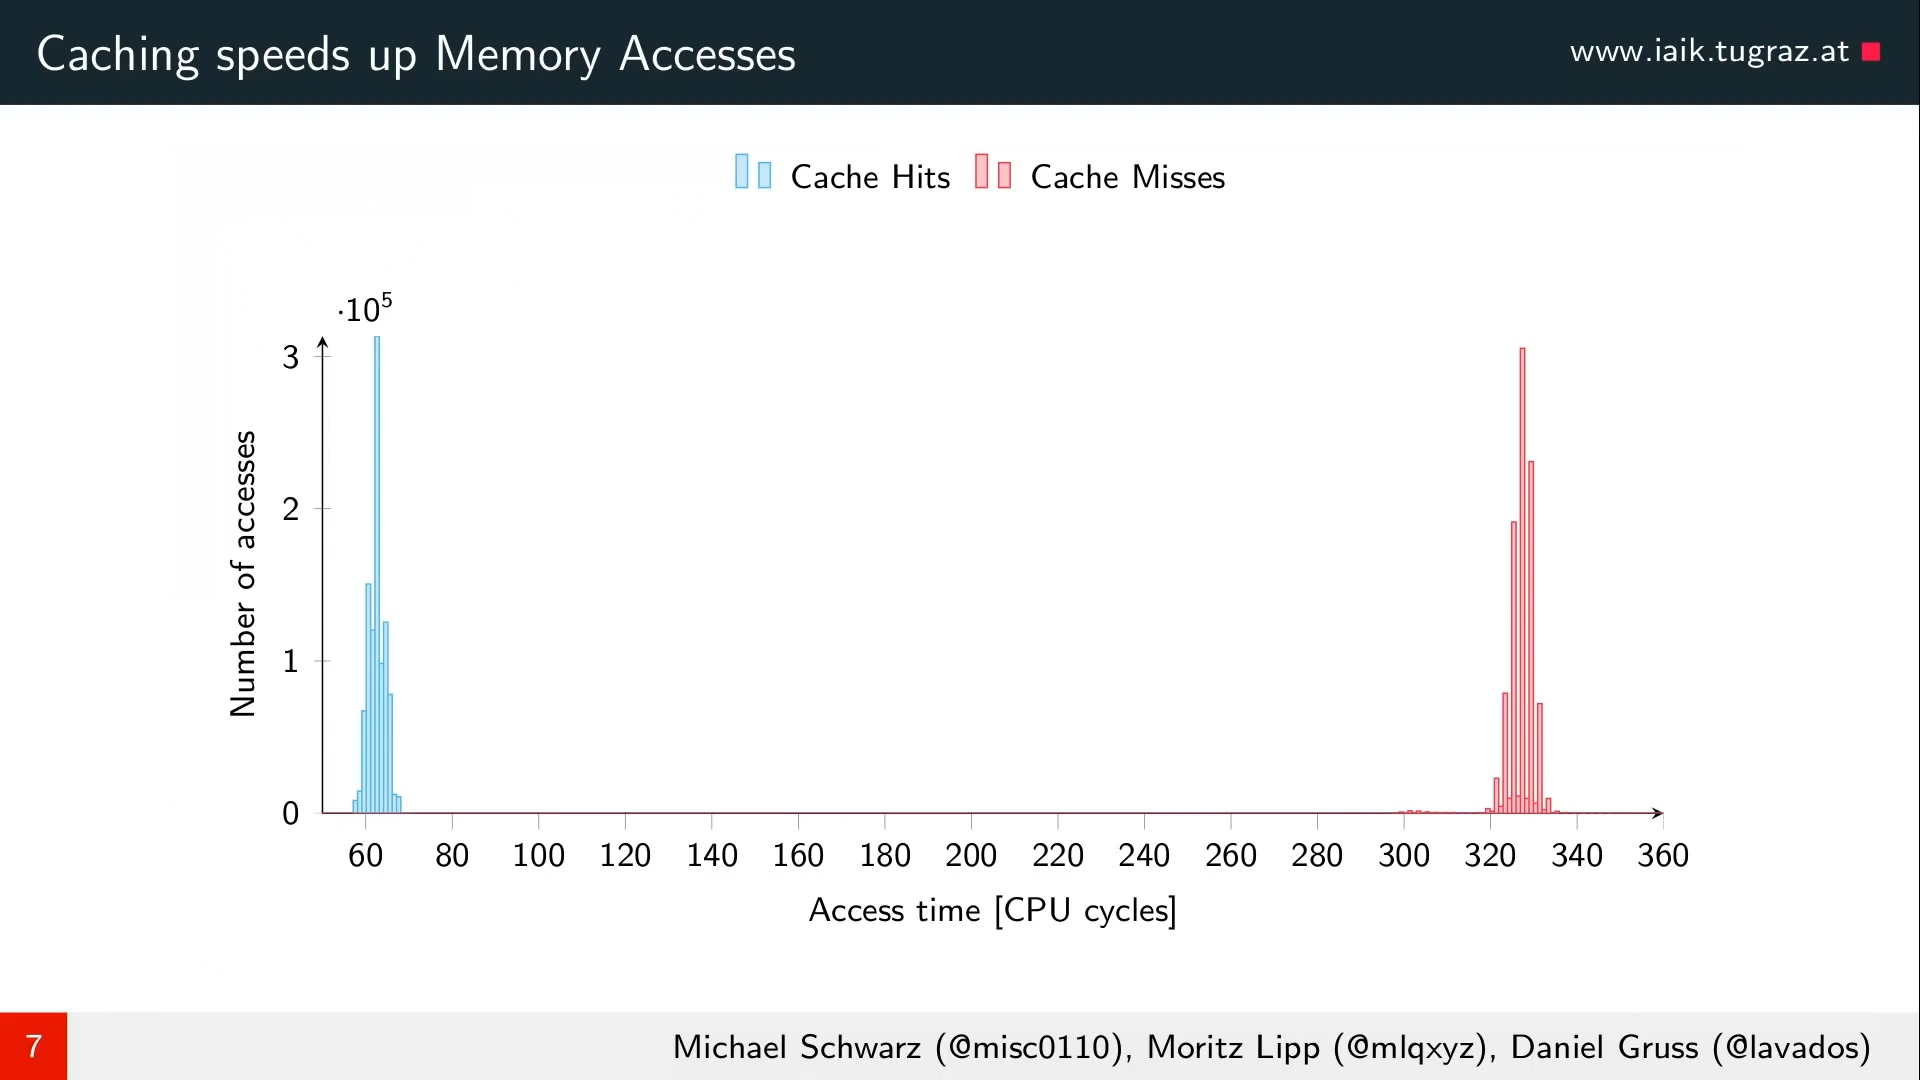 Caching speeds up Memory Accesses
www.iaik.tugraz.at
Cache Hits Cache Misses
·10⁵
3
2
1
0
Number of accesses
60 80 100 120 140 160 180 200 220 240 260 280 300 320 340 360
Access time [CPU cycles]
7
Michael Schwarz (@misc0110), Moritz Lipp (@mlqxyz), Daniel Gruss (@lavados)